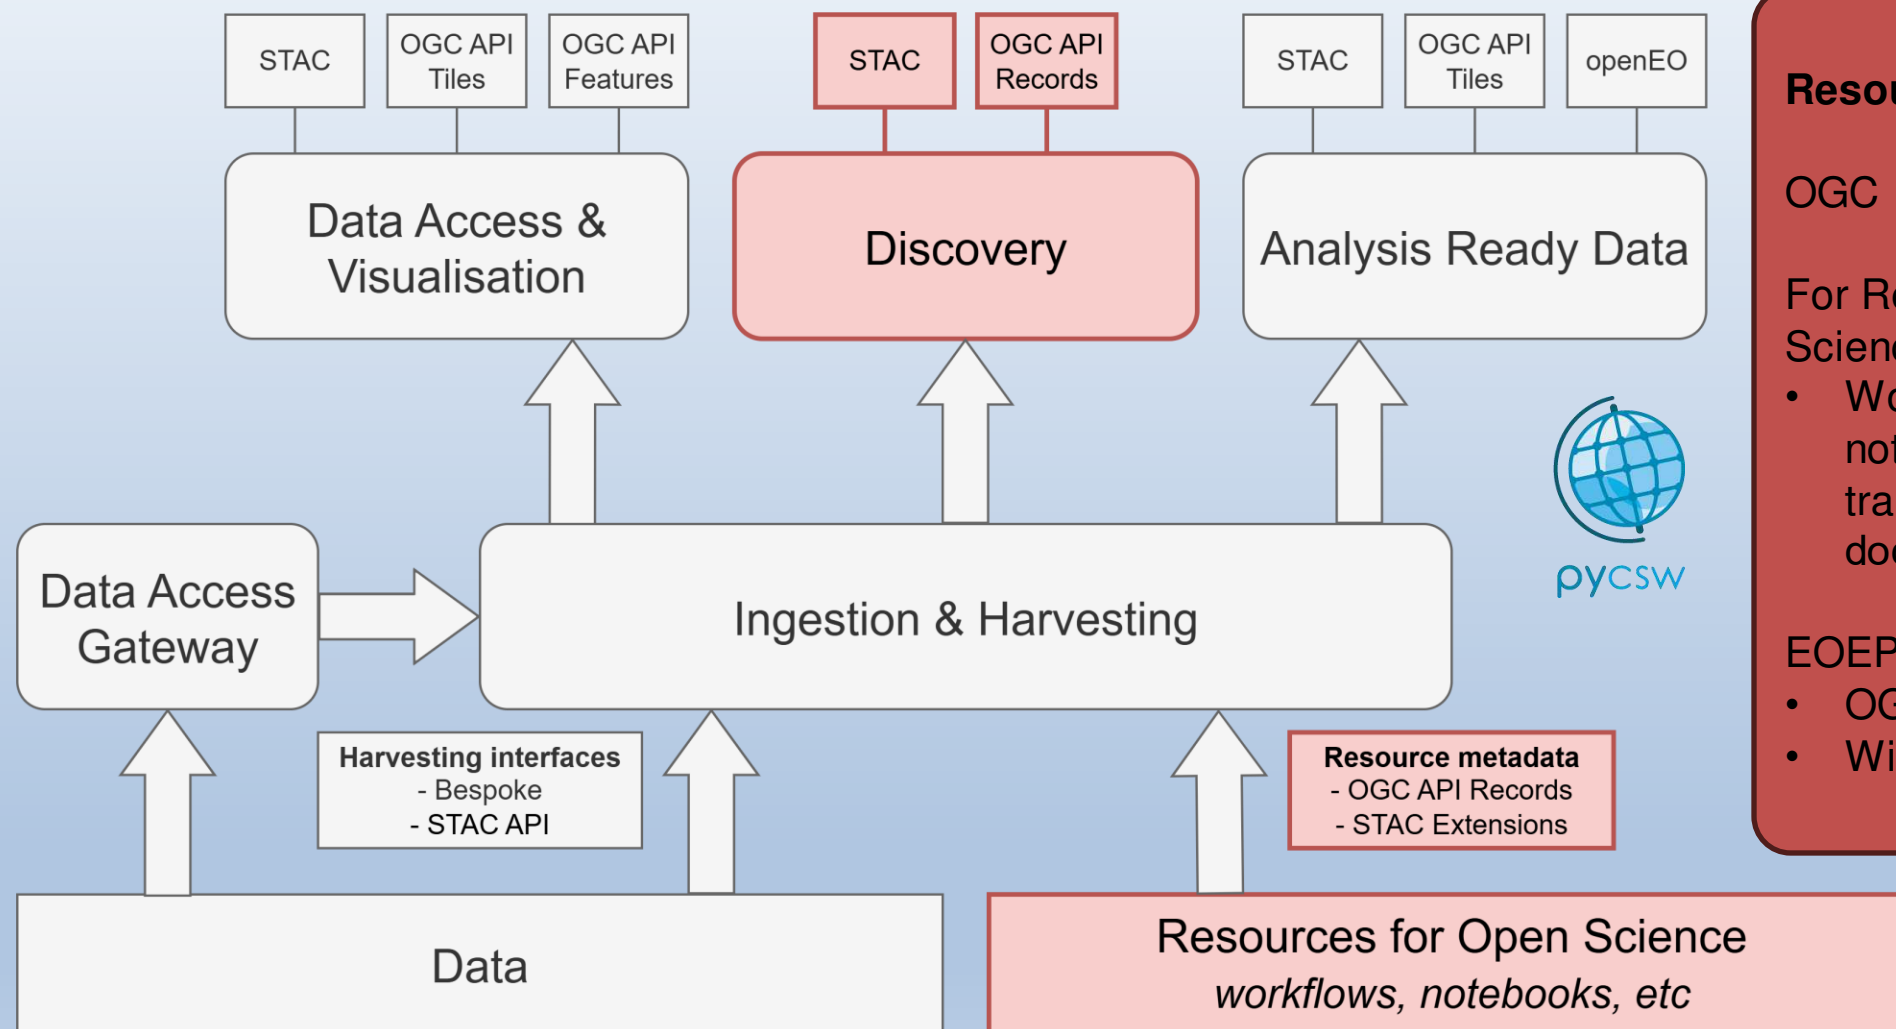 STAC
OGC API
Tiles
OGC API
Features
STAC
OGC API
Records
STAC
OGC API
Tiles
openEO
Data Access &
Visualisation
Discovery
Analysis Ready Data
Data Access
Gateway
Ingestion & Harvesting
pycsw
Harvesting interfaces
- Bespoke
- STAC API
Resource metadata
- OGC API Records
- STAC Extensions
Data
Resources for Open Science
workflows, notebooks, etc
OGC
For
• 
•
•